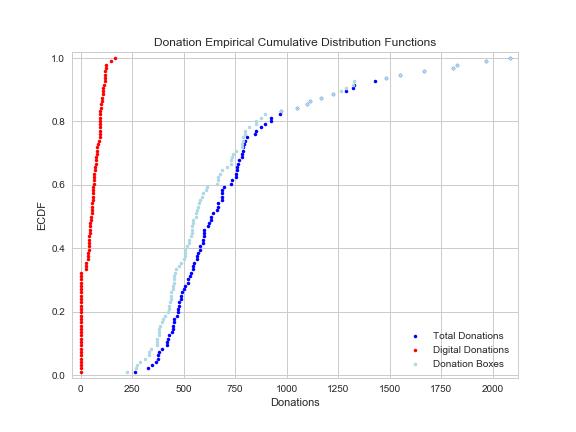 Donation Empirical Cumulative Distribution Functions
1.0
0.8
0.6
0.4
0.2
0.0
ECDF
0 250 500 750 1000 1250 1500 1750 2000
Donations
Total Donations
Digital Donations
Donation Boxes